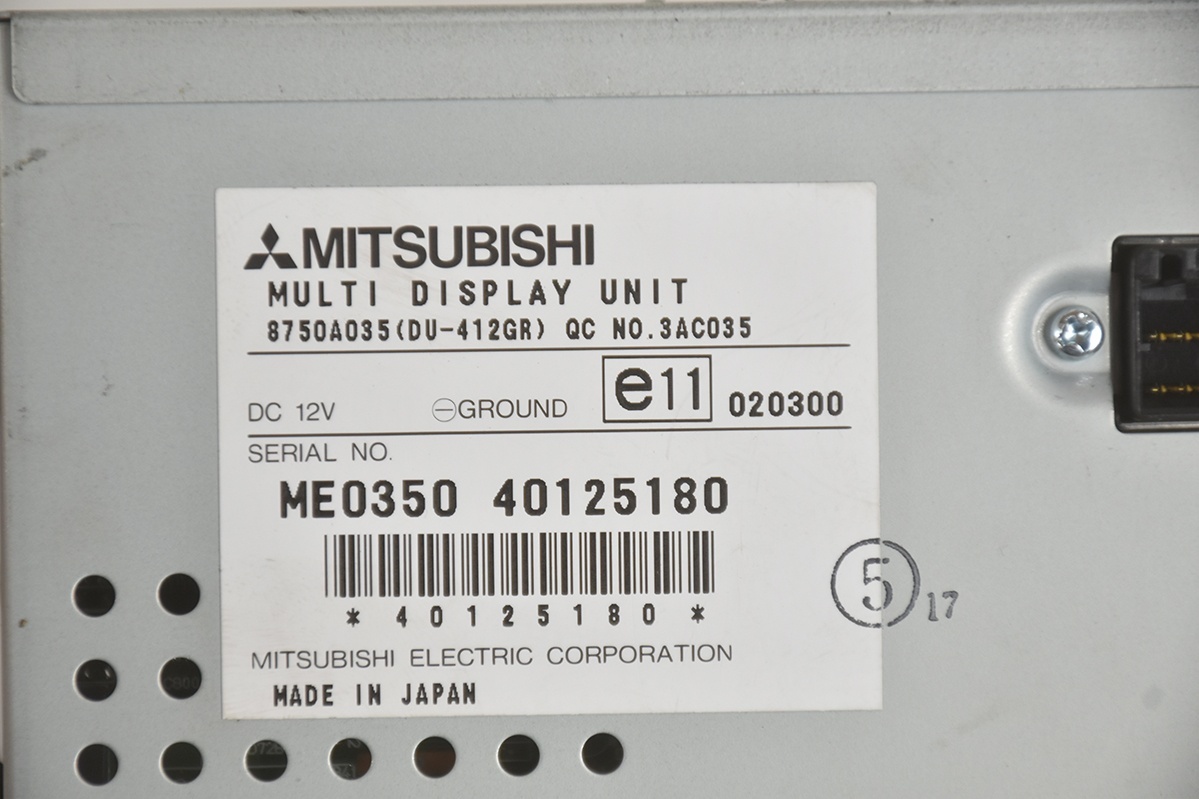 MITSUBISHI
MULTI DISPLAY UNIT
8750A035(DU-412GR) QC NO.3AC035
DC 12V ⊖GROUND e11 020300
SERIAL NO.
ME0350 40125180
*40125180*
MITSUBISHI ELECTRIC CORPORATION
MADE IN JAPAN
5 17